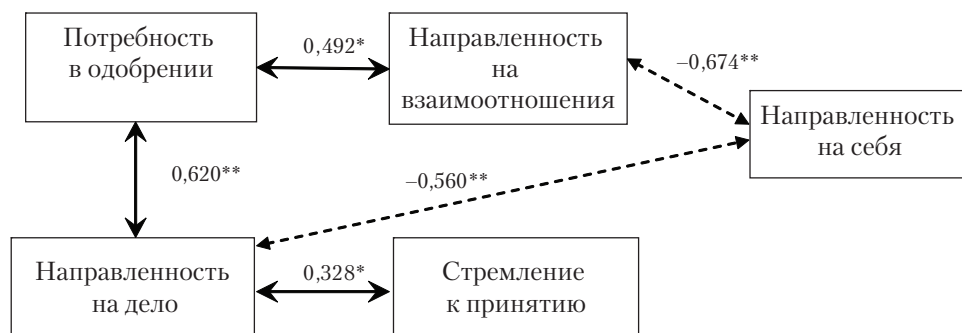 Потребность
в одобрении
0,492*
Направленность
на
взаимоотношения
–0,674**
Направленность
на себя
0,620**
–0,560**
Направленность
на дело
0,328*
Стремление
к принятию